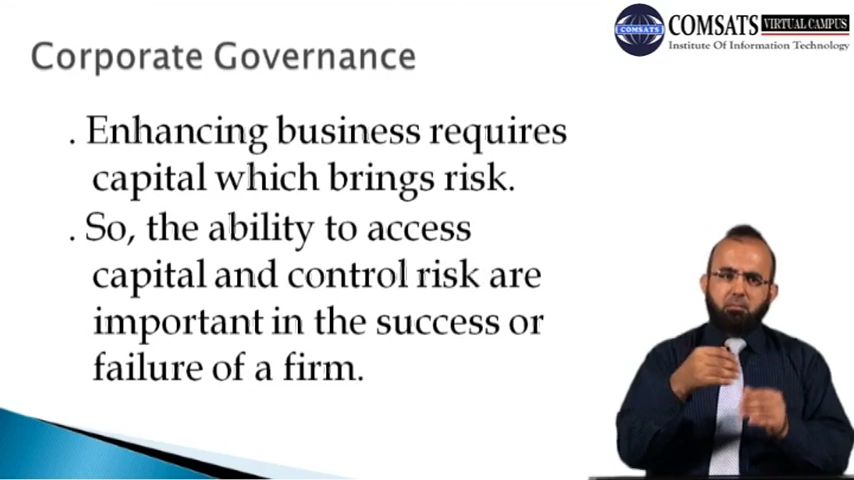 COMSATS VIRTUAL CAMPUS
COMSATS
Institute Of Information Technology
Corporate Governance
. Enhancing business requires
capital which brings risk.
. So, the ability to access
capital and control risk are
important in the success or
failure of a firm.